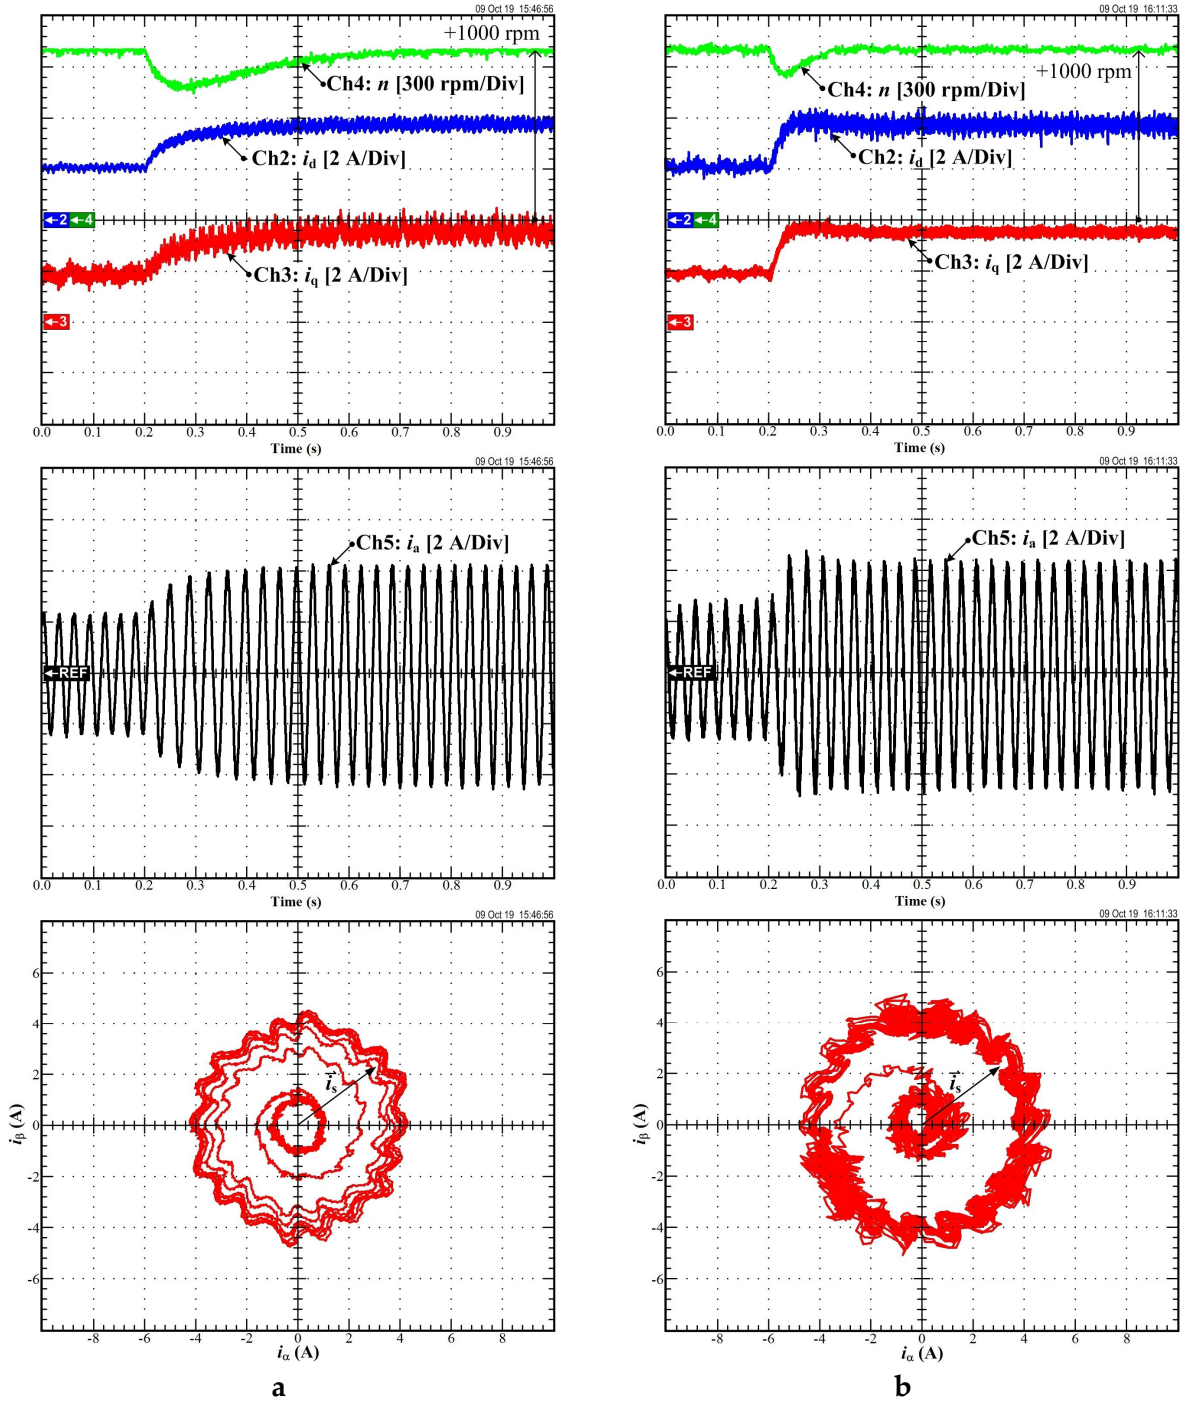 09 Oct 19 15:46:56
+1000 rpm
Ch4: n [300 rpm/Div]
Ch2: id [2 A/Div]
2 4
Ch3: iq [2 A/Div]
3
0.0 0.1 0.2 0.3 0.4 0.5 0.6 0.7 0.8 0.9
Time (s)
09 Oct 19 15:46:56
Ch5: ia [2 A/Div]
REF
0.0 0.1 0.2 0.3 0.4 0.5 0.6 0.7 0.8 0.9
Time (s)
09 Oct 19 15:46:56
6
4
2
is
0
iβ (A)
-2
-4
-6
-8 -6 -4 -2 0 2 4 6 8
iα (A)
a
09 Oct 19 16:11:33
+1000 rpm
Ch4: n [300 rpm/Div]
Ch2: id [2 A/Div]
2 4
Ch3: iq [2 A/Div]
3
0.0 0.1 0.2 0.3 0.4 0.5 0.6 0.7 0.8 0.9
Time (s)
09 Oct 19 16:11:33
Ch5: ia [2 A/Div]
REF
0.0 0.1 0.2 0.3 0.4 0.5 0.6 0.7 0.8 0.9
Time (s)
09 Oct 19 16:11:33
6
4
2
is
0
iβ (A)
-2
-4
-6
-8 -6 -4 -2 0 2 4 6 8
iα (A)
b